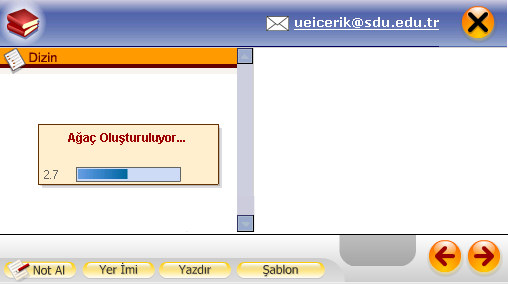 ueicerik@sdu.edu.tr
Dizin
Ağaç Oluşturuluyor...
2.7
Not Al
Yer İmi
Yazdır
Şablon